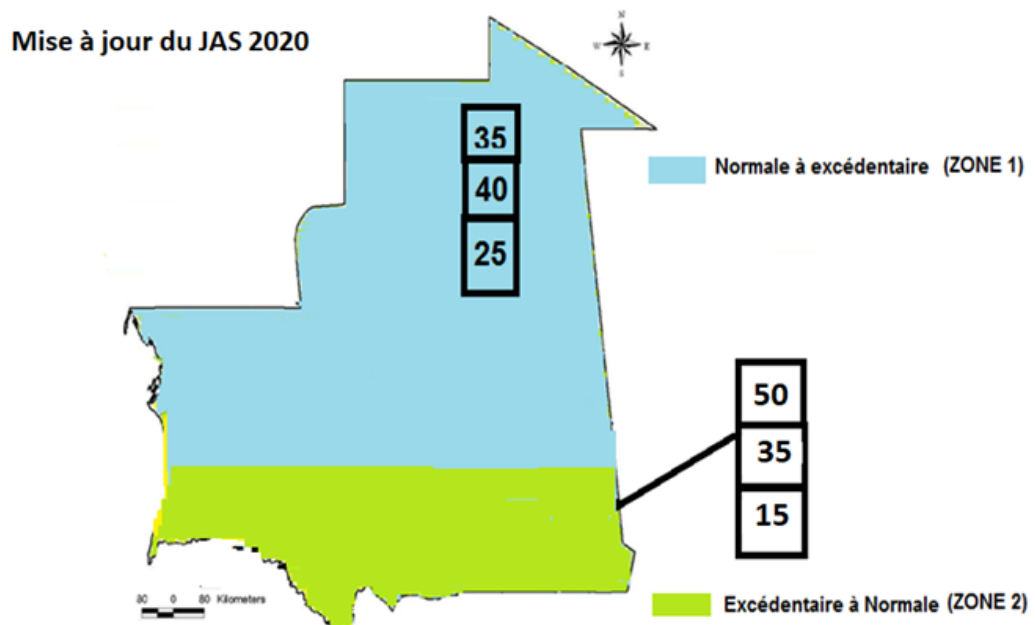 Mise à jour du JAS 2020
N
W E
S
35
40
25
Normale à excédentaire (ZONE 1)
50
35
15
80 0 80 Kilometers
Excédentaire à Normale (ZONE 2)